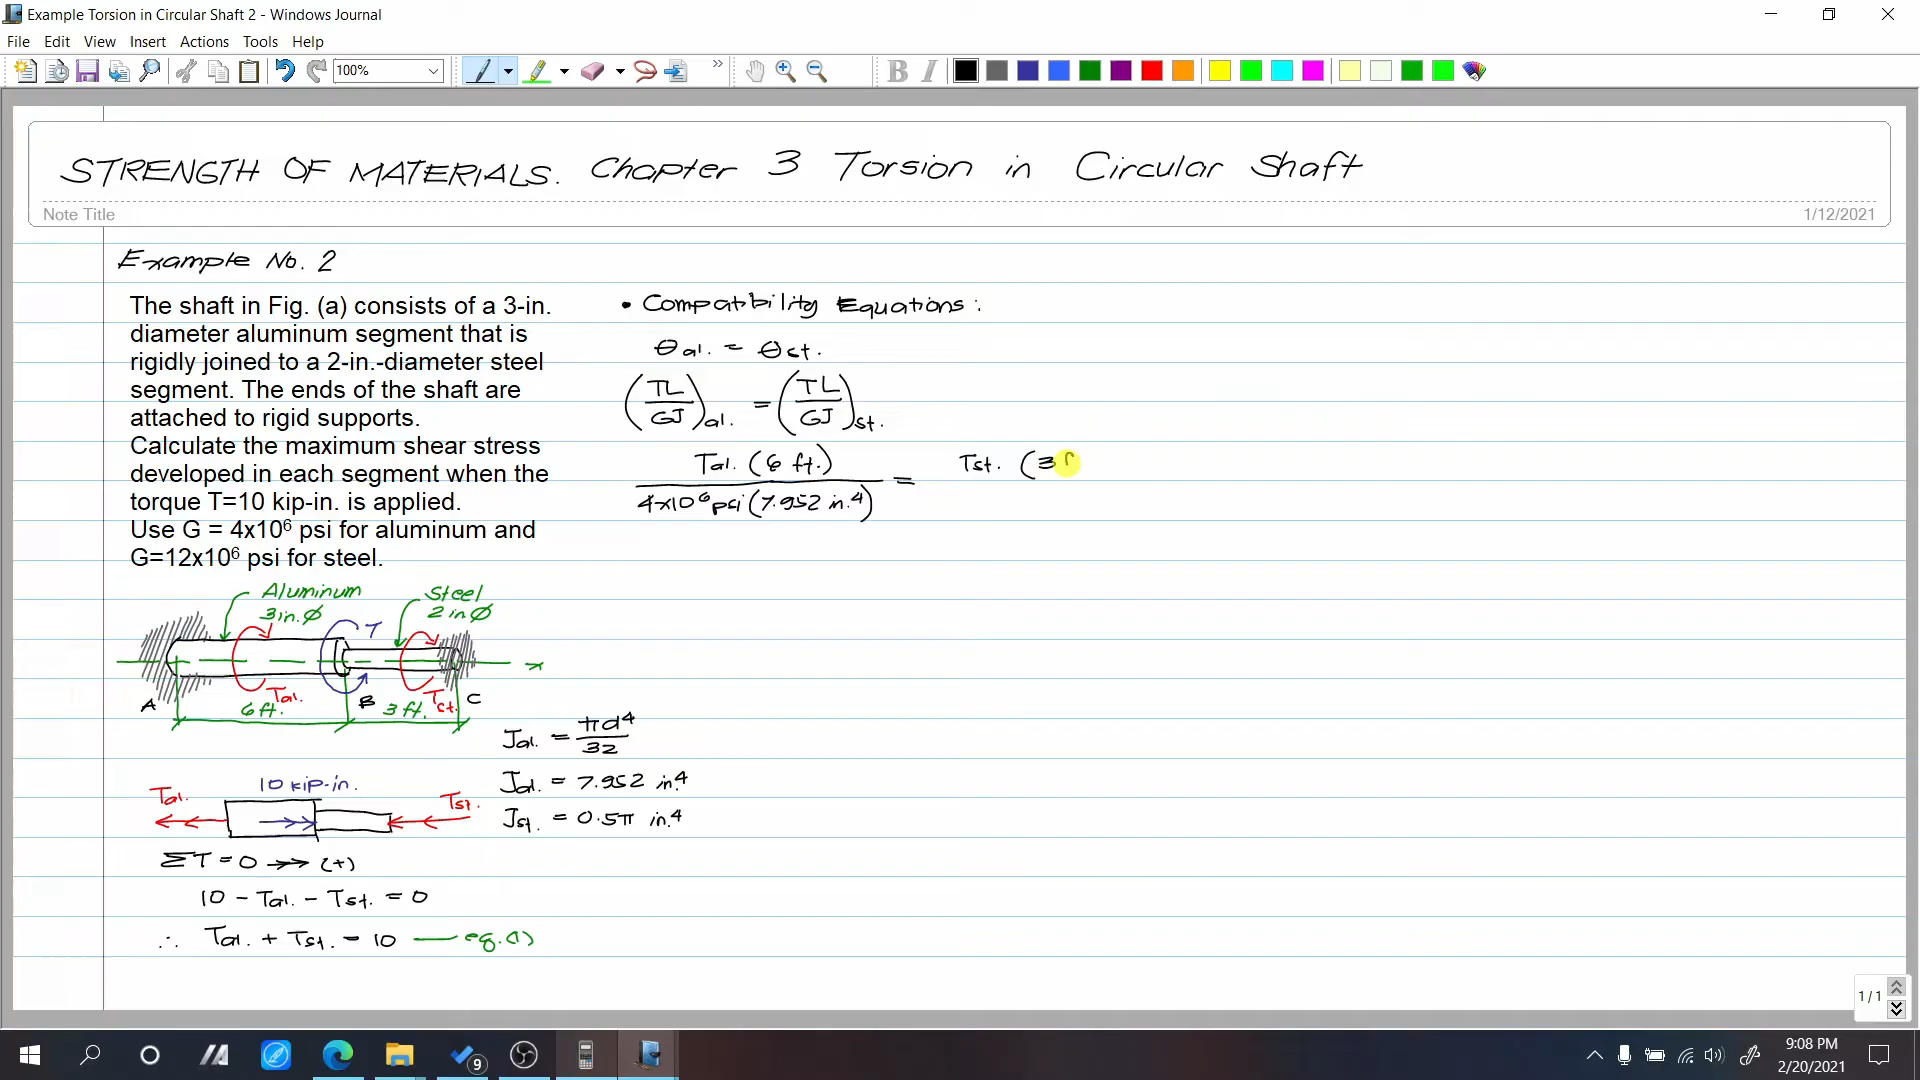 Example Torsion in Circular Shaft 2 - Windows Journal
File Edit View Insert Actions Tools Help
100%
STRENGTH OF MATERIALS. Chapter 3 Torsion in Circular Shaft
Note Title
1/12/2021
Example No. 2
The shaft in Fig. (a) consists of a 3-in.
diameter aluminum segment that is
rigidly joined to a 2-in.-diameter steel
segment. The ends of the shaft are
attached to rigid supports.
Calculate the maximum shear stress
developed in each segment when the
torque T=10 kip-in. is applied.
Use G = 4x10⁶ psi for aluminum and
G=12x10⁶ psi for steel.
Aluminum
3in.Ø
Steel
2inØ
T
x
Tal.
Tst.
A
B
C
6ft.
3ft.
Tal.
10 kip-in.
Tst.
ΣT = 0 →→ (+)
10 - Tal. - Tst. = 0
∴ Tal. + Tst. = 10 — eq.(1)
Jal. = πd⁴/32
Jal. = 7.952 in.⁴
Jst. = 0.5π in.⁴
• Compatibility Equations:
θal. = θst.
(TL/GJ)al. = (TL/GJ)st.
Tal. (6 ft.) = Tst. (3 f
4x10⁶psi(7.952 in.⁴)
1/1
9
9:08 PM
2/20/2021